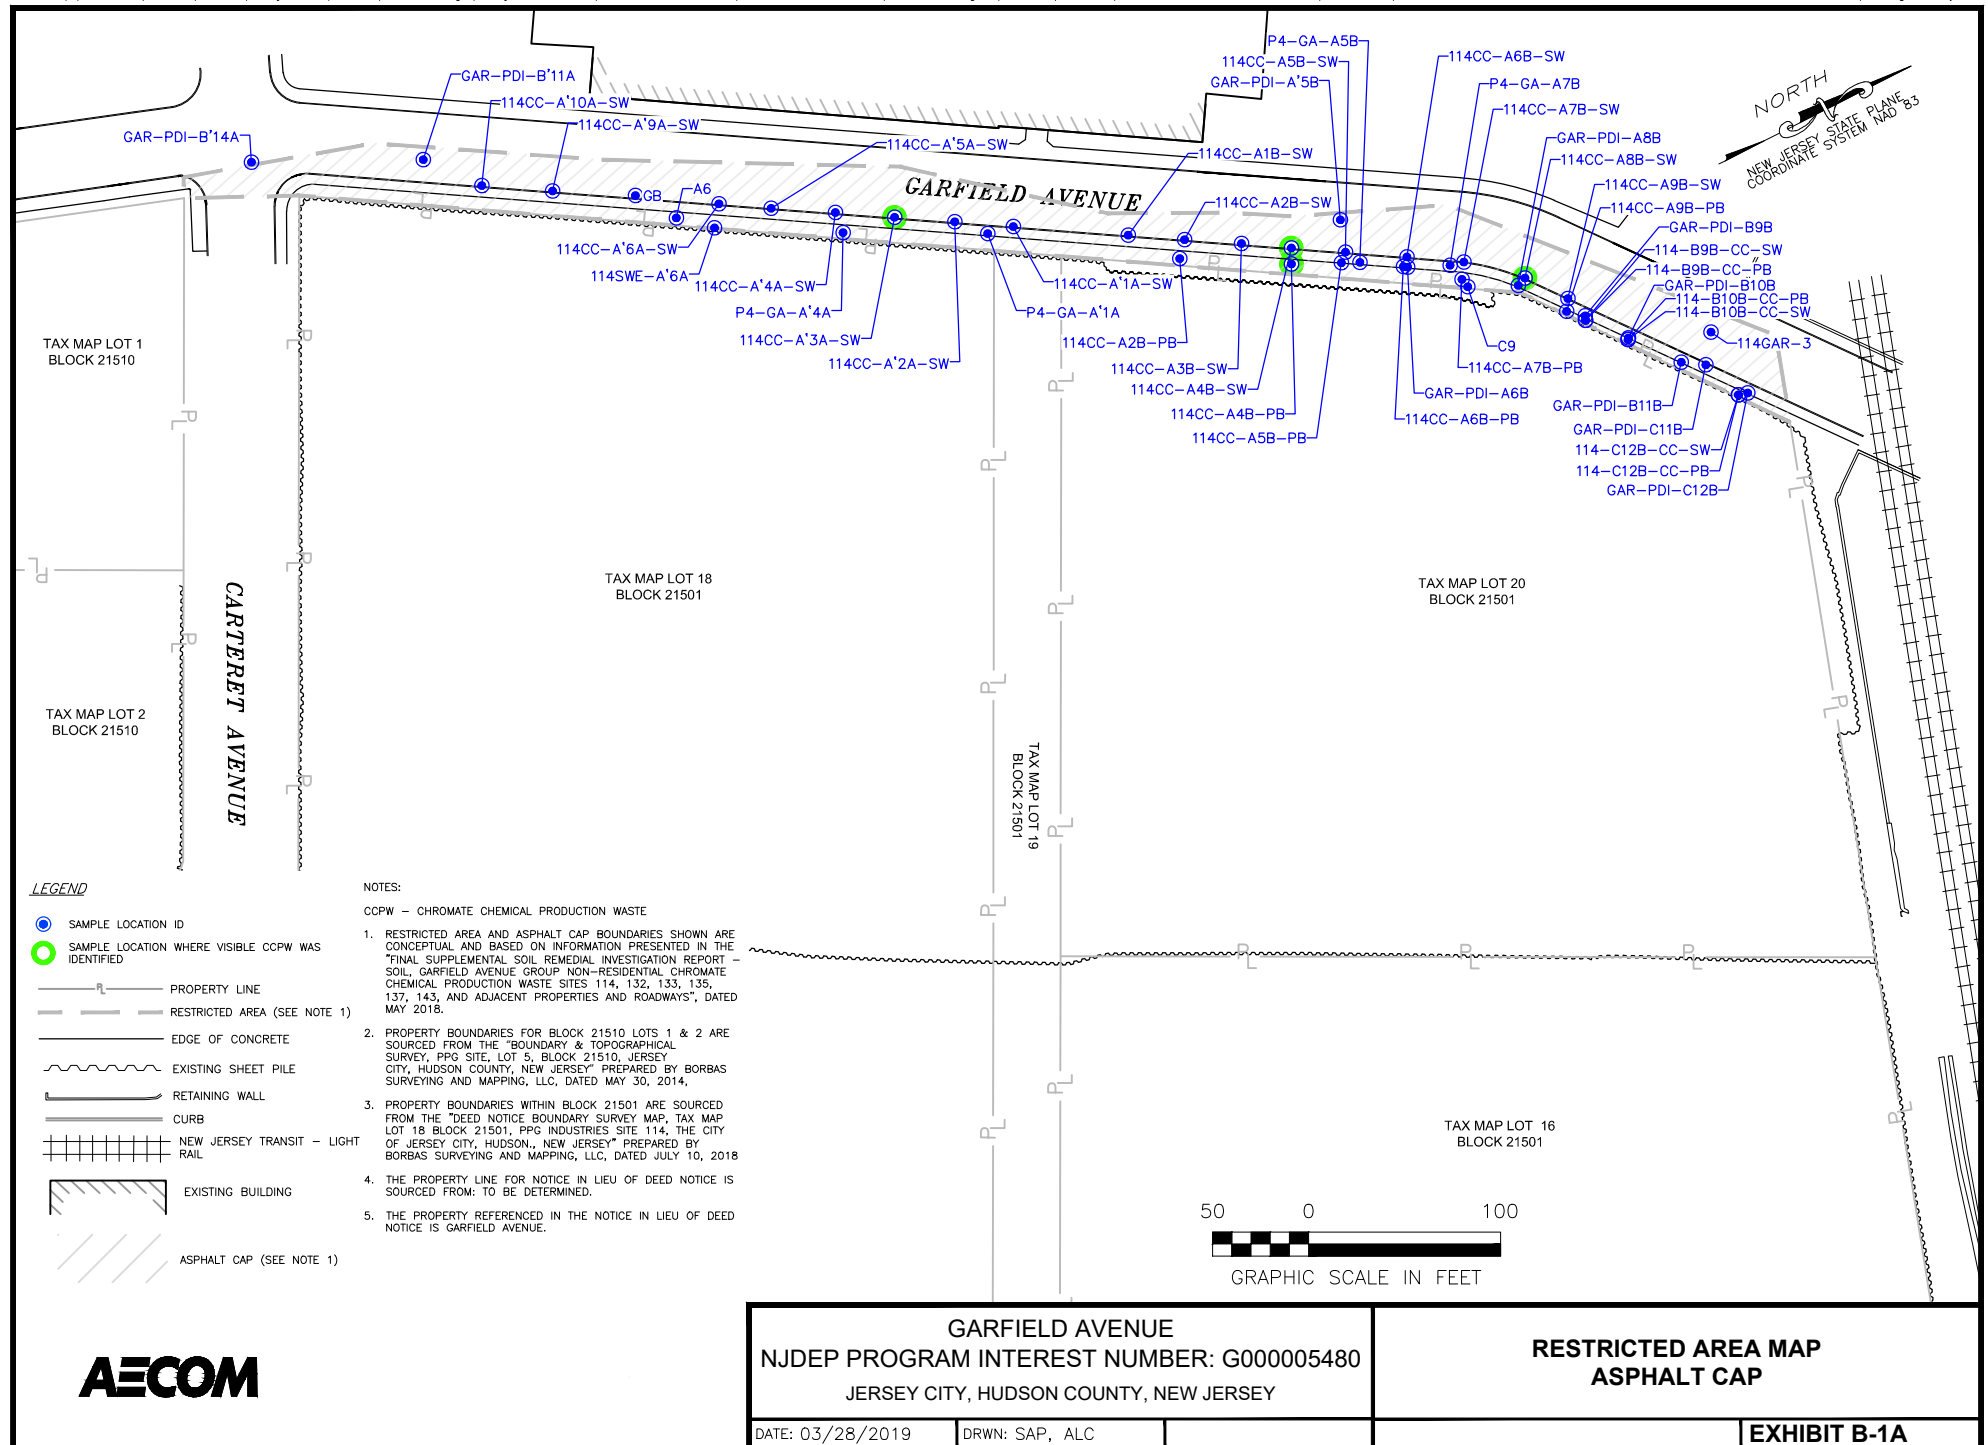 P4-GA-A5B
114CC-A5B-SW
GAR-PDI-A'5B
114CC-A6B-SW
P4-GA-A7B
114CC-A7B-SW
GAR-PDI-A8B
114CC-A8B-SW
114CC-A9B-SW
114CC-A9B-PB
GAR-PDI-B9B
114-B9B-CC-SW
114-B9B-CC-PB
GAR-PDI-B10B
114-B10B-CC-PB
114-B10B-CC-SW
114GAR-3
NORTH
NEW JERSEY STATE PLANE
COORDINATE SYSTEM NAD '83
GAR-PDI-B'11A
114CC-A'10A-SW
114CC-A'9A-SW
GAR-PDI-B'14A
114CC-A'5A-SW
114CC-A1B-SW
GARFIELD AVENUE
114CC-A2B-SW
GB
A6
114CC-A'6A-SW
114SWE-A'6A
114CC-A'4A-SW
P4-GA-A'4A
114CC-A'3A-SW
114CC-A'2A-SW
114CC-A'1A-SW
P4-GA-A'1A
114CC-A2B-PB
114CC-A3B-SW
114CC-A4B-SW
114CC-A4B-PB
114CC-A5B-PB
C9
114CC-A7B-PB
GAR-PDI-A6B
114CC-A6B-PB
GAR-PDI-B11B
GAR-PDI-C11B
114-C12B-CC-SW
114-C12B-CC-PB
GAR-PDI-C12B
TAX MAP LOT 1
BLOCK 21510
TAX MAP LOT 18
BLOCK 21501
TAX MAP LOT 20
BLOCK 21501
CARTERET AVENUE
TAX MAP LOT 2
BLOCK 21510
TAX MAP LOT 19
BLOCK 21501
TAX MAP LOT 16
BLOCK 21501
LEGEND
SAMPLE LOCATION ID
SAMPLE LOCATION WHERE VISIBLE CCPW WAS
IDENTIFIED
PROPERTY LINE
RESTRICTED AREA (SEE NOTE 1)
EDGE OF CONCRETE
EXISTING SHEET PILE
RETAINING WALL
CURB
NEW JERSEY TRANSIT - LIGHT
RAIL
EXISTING BUILDING
ASPHALT CAP (SEE NOTE 1)
NOTES:
CCPW - CHROMATE CHEMICAL PRODUCTION WASTE
1. RESTRICTED AREA AND ASPHALT CAP BOUNDARIES SHOWN ARE
CONCEPTUAL AND BASED ON INFORMATION PRESENTED IN THE
"FINAL SUPPLEMENTAL SOIL REMEDIAL INVESTIGATION REPORT -
SOIL, GARFIELD AVENUE GROUP NON-RESIDENTIAL CHROMATE
CHEMICAL PRODUCTION WASTE SITES 114, 132, 133, 135,
137, 143, AND ADJACENT PROPERTIES AND ROADWAYS", DATED
MAY 2018.
2. PROPERTY BOUNDARIES FOR BLOCK 21510 LOTS 1 & 2 ARE
SOURCED FROM THE "BOUNDARY & TOPOGRAPHICAL
SURVEY, PPG SITE, LOT 5, BLOCK 21510, JERSEY
CITY, HUDSON COUNTY, NEW JERSEY" PREPARED BY BORBAS
SURVEYING AND MAPPING, LLC, DATED MAY 30, 2014,
3. PROPERTY BOUNDARIES WITHIN BLOCK 21501 ARE SOURCED
FROM THE "DEED NOTICE BOUNDARY SURVEY MAP, TAX MAP
LOT 18 BLOCK 21501, PPG INDUSTRIES SITE 114, THE CITY
OF JERSEY CITY, HUDSON., NEW JERSEY" PREPARED BY
BORBAS SURVEYING AND MAPPING, LLC, DATED JULY 10, 2018
4. THE PROPERTY LINE FOR NOTICE IN LIEU OF DEED NOTICE IS
SOURCED FROM: TO BE DETERMINED.
5. THE PROPERTY REFERENCED IN THE NOTICE IN LIEU OF DEED
NOTICE IS GARFIELD AVENUE.
50 0 100
GRAPHIC SCALE IN FEET
AECOM
GARFIELD AVENUE
NJDEP PROGRAM INTEREST NUMBER: G000005480
JERSEY CITY, HUDSON COUNTY, NEW JERSEY
RESTRICTED AREA MAP
ASPHALT CAP
DATE: 03/28/2019
DRWN: SAP, ALC
EXHIBIT B-1A